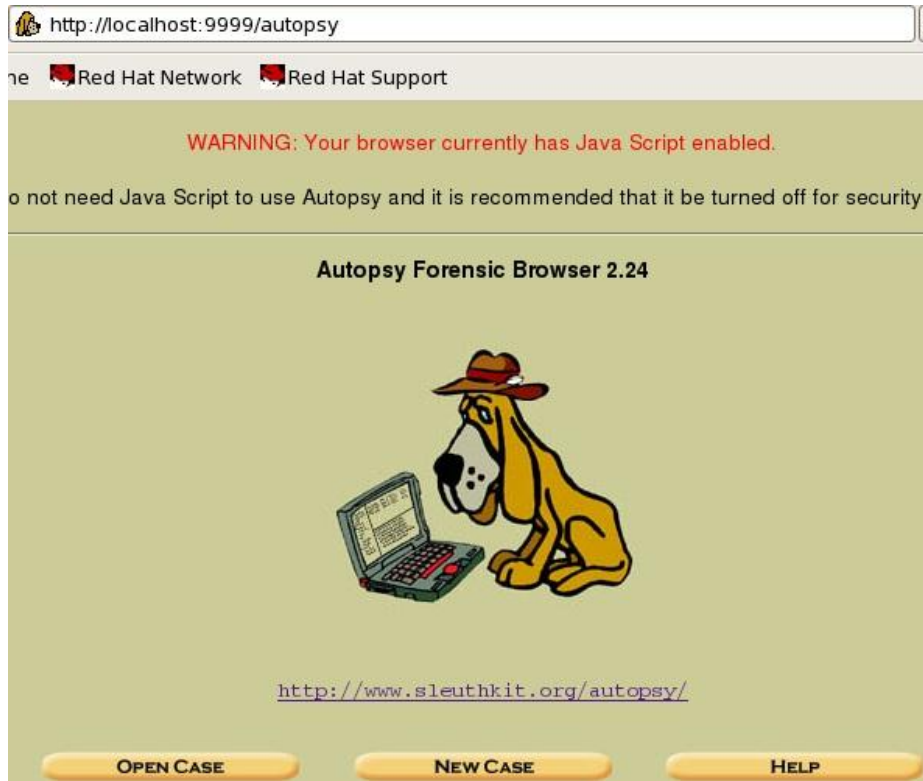 http://localhost:9999/autopsy
ne Red Hat Network Red Hat Support
WARNING: Your browser currently has Java Script enabled.
o not need Java Script to use Autopsy and it is recommended that it be turned off for security
Autopsy Forensic Browser 2.24
http://www.sleuthkit.org/autopsy/
OPEN CASE NEW CASE HELP